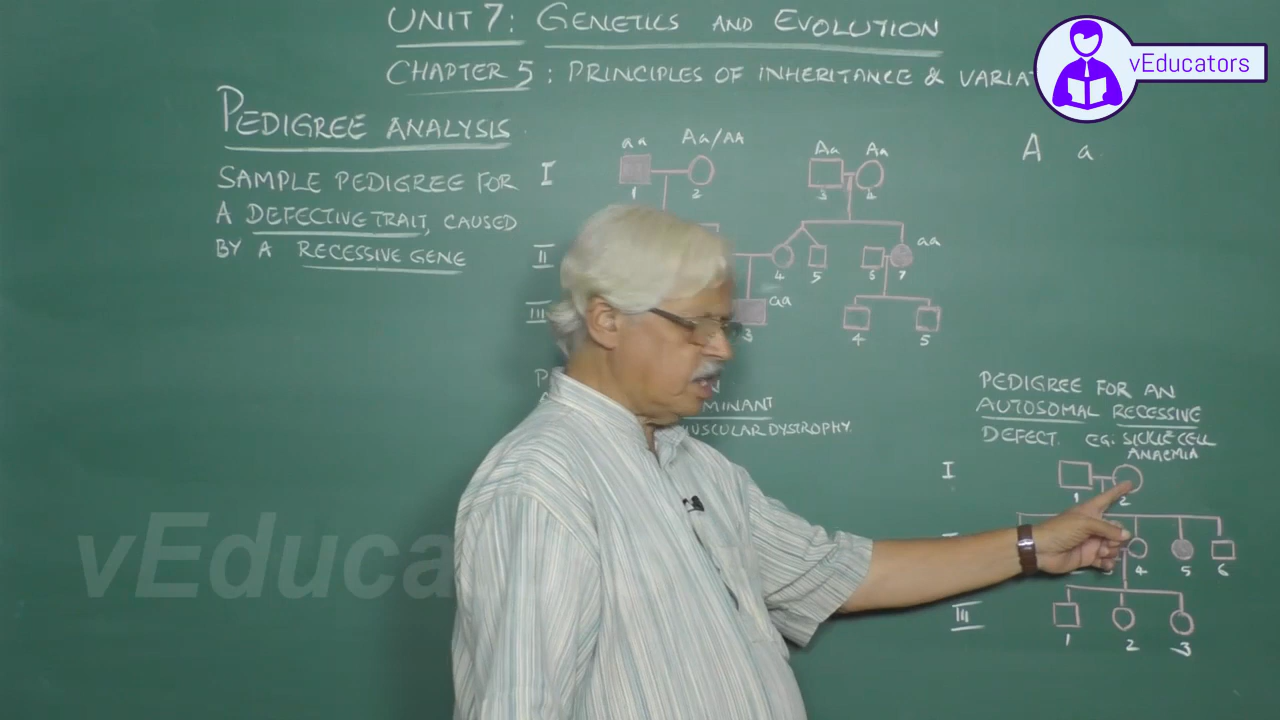 UNIT 7: GENETICS AND EVOLUTION
CHAPTER 5: PRINCIPLES OF INHERITANCE & VARIAT
vEducators
PEDIGREE ANALYSIS
SAMPLE PEDIGREE FOR
A DEFECTIVE TRAIT, CAUSED
BY A RECESSIVE GENE
aa Aa/AA Aa Aa
I
1 2 3 4
A a
aa
II
4 5 6 7
III
aa
3 4 5
MINANT
MUSCULAR DYSTROPHY.
PEDIGREE FOR AN
AUTOSOMAL RECESSIVE
DEFECT. EG: SICKLE CELL
ANAEMIA
I
1 2
3 4 5 6
III
1 2 3
vEduca